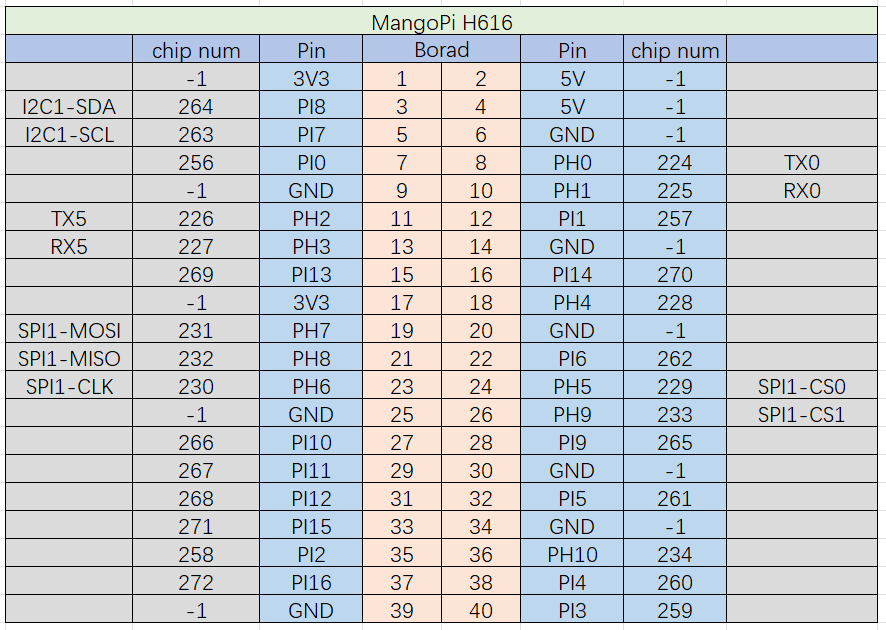 MangoPi H616
chip num Pin Borad Pin chip num
-1 3V3 1 2 5V -1
I2C1-SDA 264 PI8 3 4 5V -1
I2C1-SCL 263 PI7 5 6 GND -1
256 PI0 7 8 PH0 224 TX0
-1 GND 9 10 PH1 225 RX0
TX5 226 PH2 11 12 PI1 257
RX5 227 PH3 13 14 GND -1
269 PI13 15 16 PI14 270
-1 3V3 17 18 PH4 228
SPI1-MOSI 231 PH7 19 20 GND -1
SPI1-MISO 232 PH8 21 22 PI6 262
SPI1-CLK 230 PH6 23 24 PH5 229 SPI1-CS0
-1 GND 25 26 PH9 233 SPI1-CS1
266 PI10 27 28 PI9 265
267 PI11 29 30 GND -1
268 PI12 31 32 PI5 261
271 PI15 33 34 GND -1
258 PI2 35 36 PH10 234
272 PI16 37 38 PI4 260
-1 GND 39 40 PI3 259